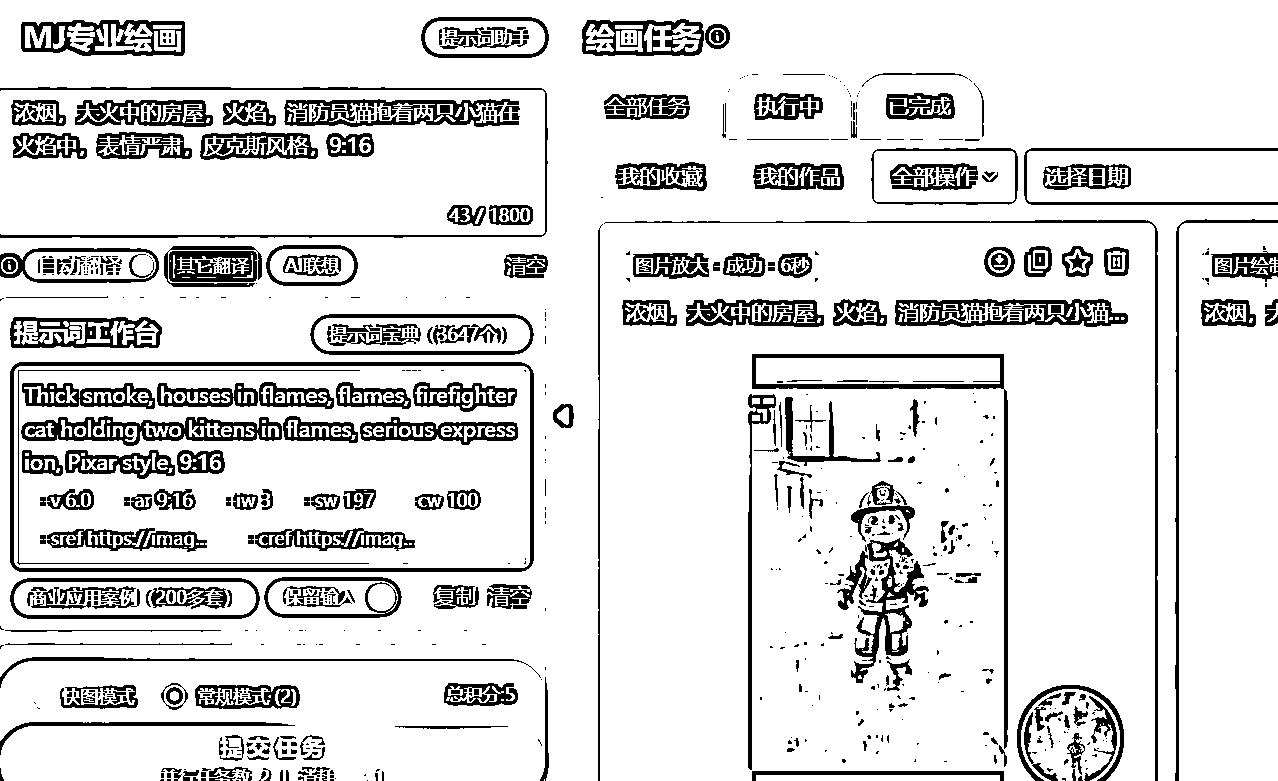 MJ专业绘画
提示词助手
浓烟，大火中的房屋，火焰，消防员猫抱着两只小猫在
火焰中，表情严肃，皮克斯风格，9:16
43 / 1800
自动翻译
其它翻译
AI联想
清空
提示词工作台
提示词宝典（3647个）
Thick smoke, houses in flames, flames, firefighter
cat holding two kittens in flames, serious express
ion, Pixar style, 9:16
--v 6.0 --ar 9:16 --iw 3 --sw 197 --cw 100
--sref https://imag... --cref https://imag...
商业应用案例（200多套）
保留输入
复制 清空
快图模式
常规模式(2)
总积分:5
提交任务
绘画任务
全部任务
执行中
已完成
我的收藏
我的作品
全部操作
选择日期
图片放大 - 成功 - 6秒
浓烟，大火中的房屋，火焰，消防员猫抱着两只小猫...
图片绘制
浓烟，大